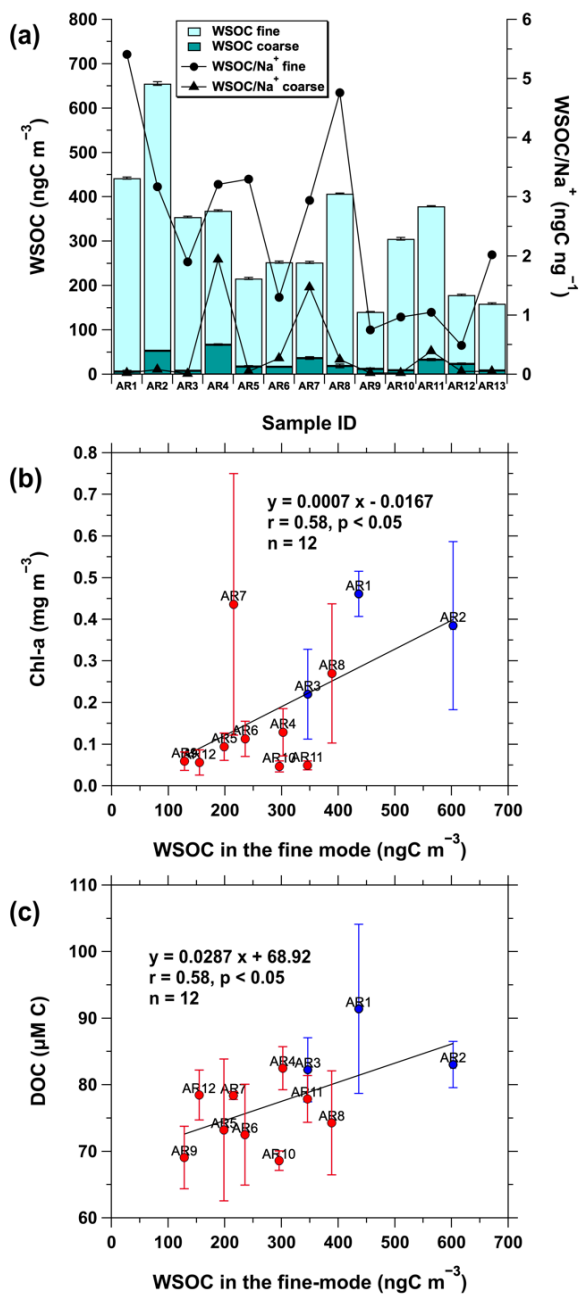 (a)
WSOC fine
WSOC coarse
WSOC/Na⁺ fine
WSOC/Na⁺ coarse
WSOC (ngC m⁻³)
800
700
600
500
400
300
200
100
0
WSOC/Na⁺ (ngC ng⁻¹)
6
5
4
3
2
1
0
AR1 AR2 AR3 AR4 AR5 AR6 AR7 AR8 AR9 AR10 AR11 AR12 AR13
Sample ID
(b)
y = 0.0007 x - 0.0167
r = 0.58, p < 0.05
n = 12
Chl-a (mg m⁻³)
0.8
0.7
0.6
0.5
0.4
0.3
0.2
0.1
0.0
AR7
AR1
AR2
AR8
AR3
AR4
AR5
AR6
AR9
AR12
AR10
AR11
0 100 200 300 400 500 600 700
WSOC in the fine mode (ngC m⁻³)
(c)
y = 0.0287 x + 68.92
r = 0.58, p < 0.05
n = 12
DOC (µM C)
110
100
90
80
70
60
AR1
AR4
AR3
AR2
AR12
AR7
AR11
AR5
AR6
AR8
AR9
AR10
0 100 200 300 400 500 600 700
WSOC in the fine-mode (ngC m⁻³)